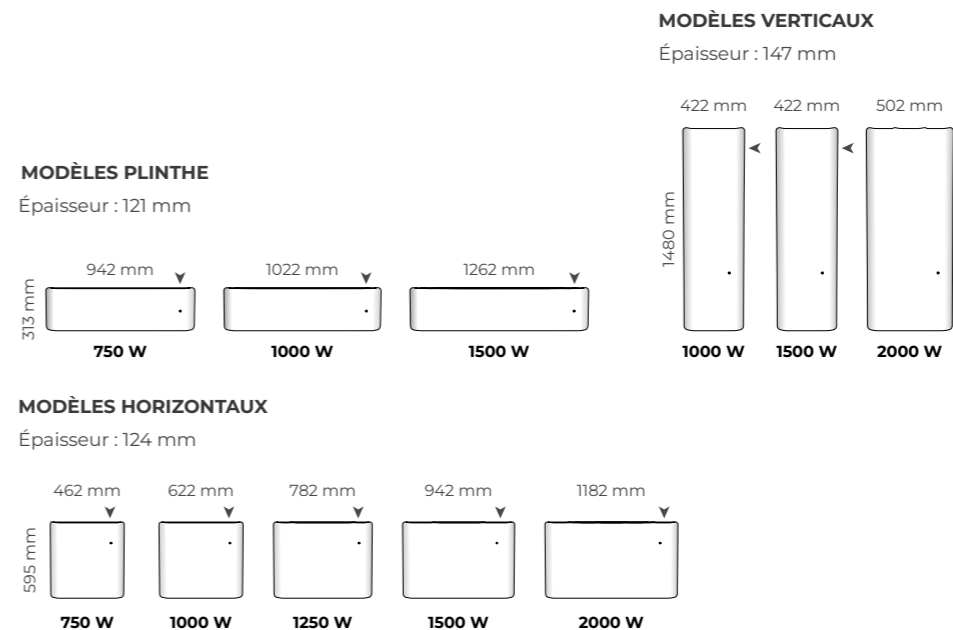 MODÈLES VERTICAUX
Épaisseur : 147 mm
422 mm 422 mm 502 mm
1480 mm
1000 W 1500 W 2000 W
MODÈLES PLINTHE
Épaisseur : 121 mm
942 mm 1022 mm 1262 mm
313 mm
750 W 1000 W 1500 W
MODÈLES HORIZONTAUX
Épaisseur : 124 mm
462 mm 622 mm 782 mm 942 mm 1182 mm
595 mm
750 W 1000 W 1250 W 1500 W 2000 W